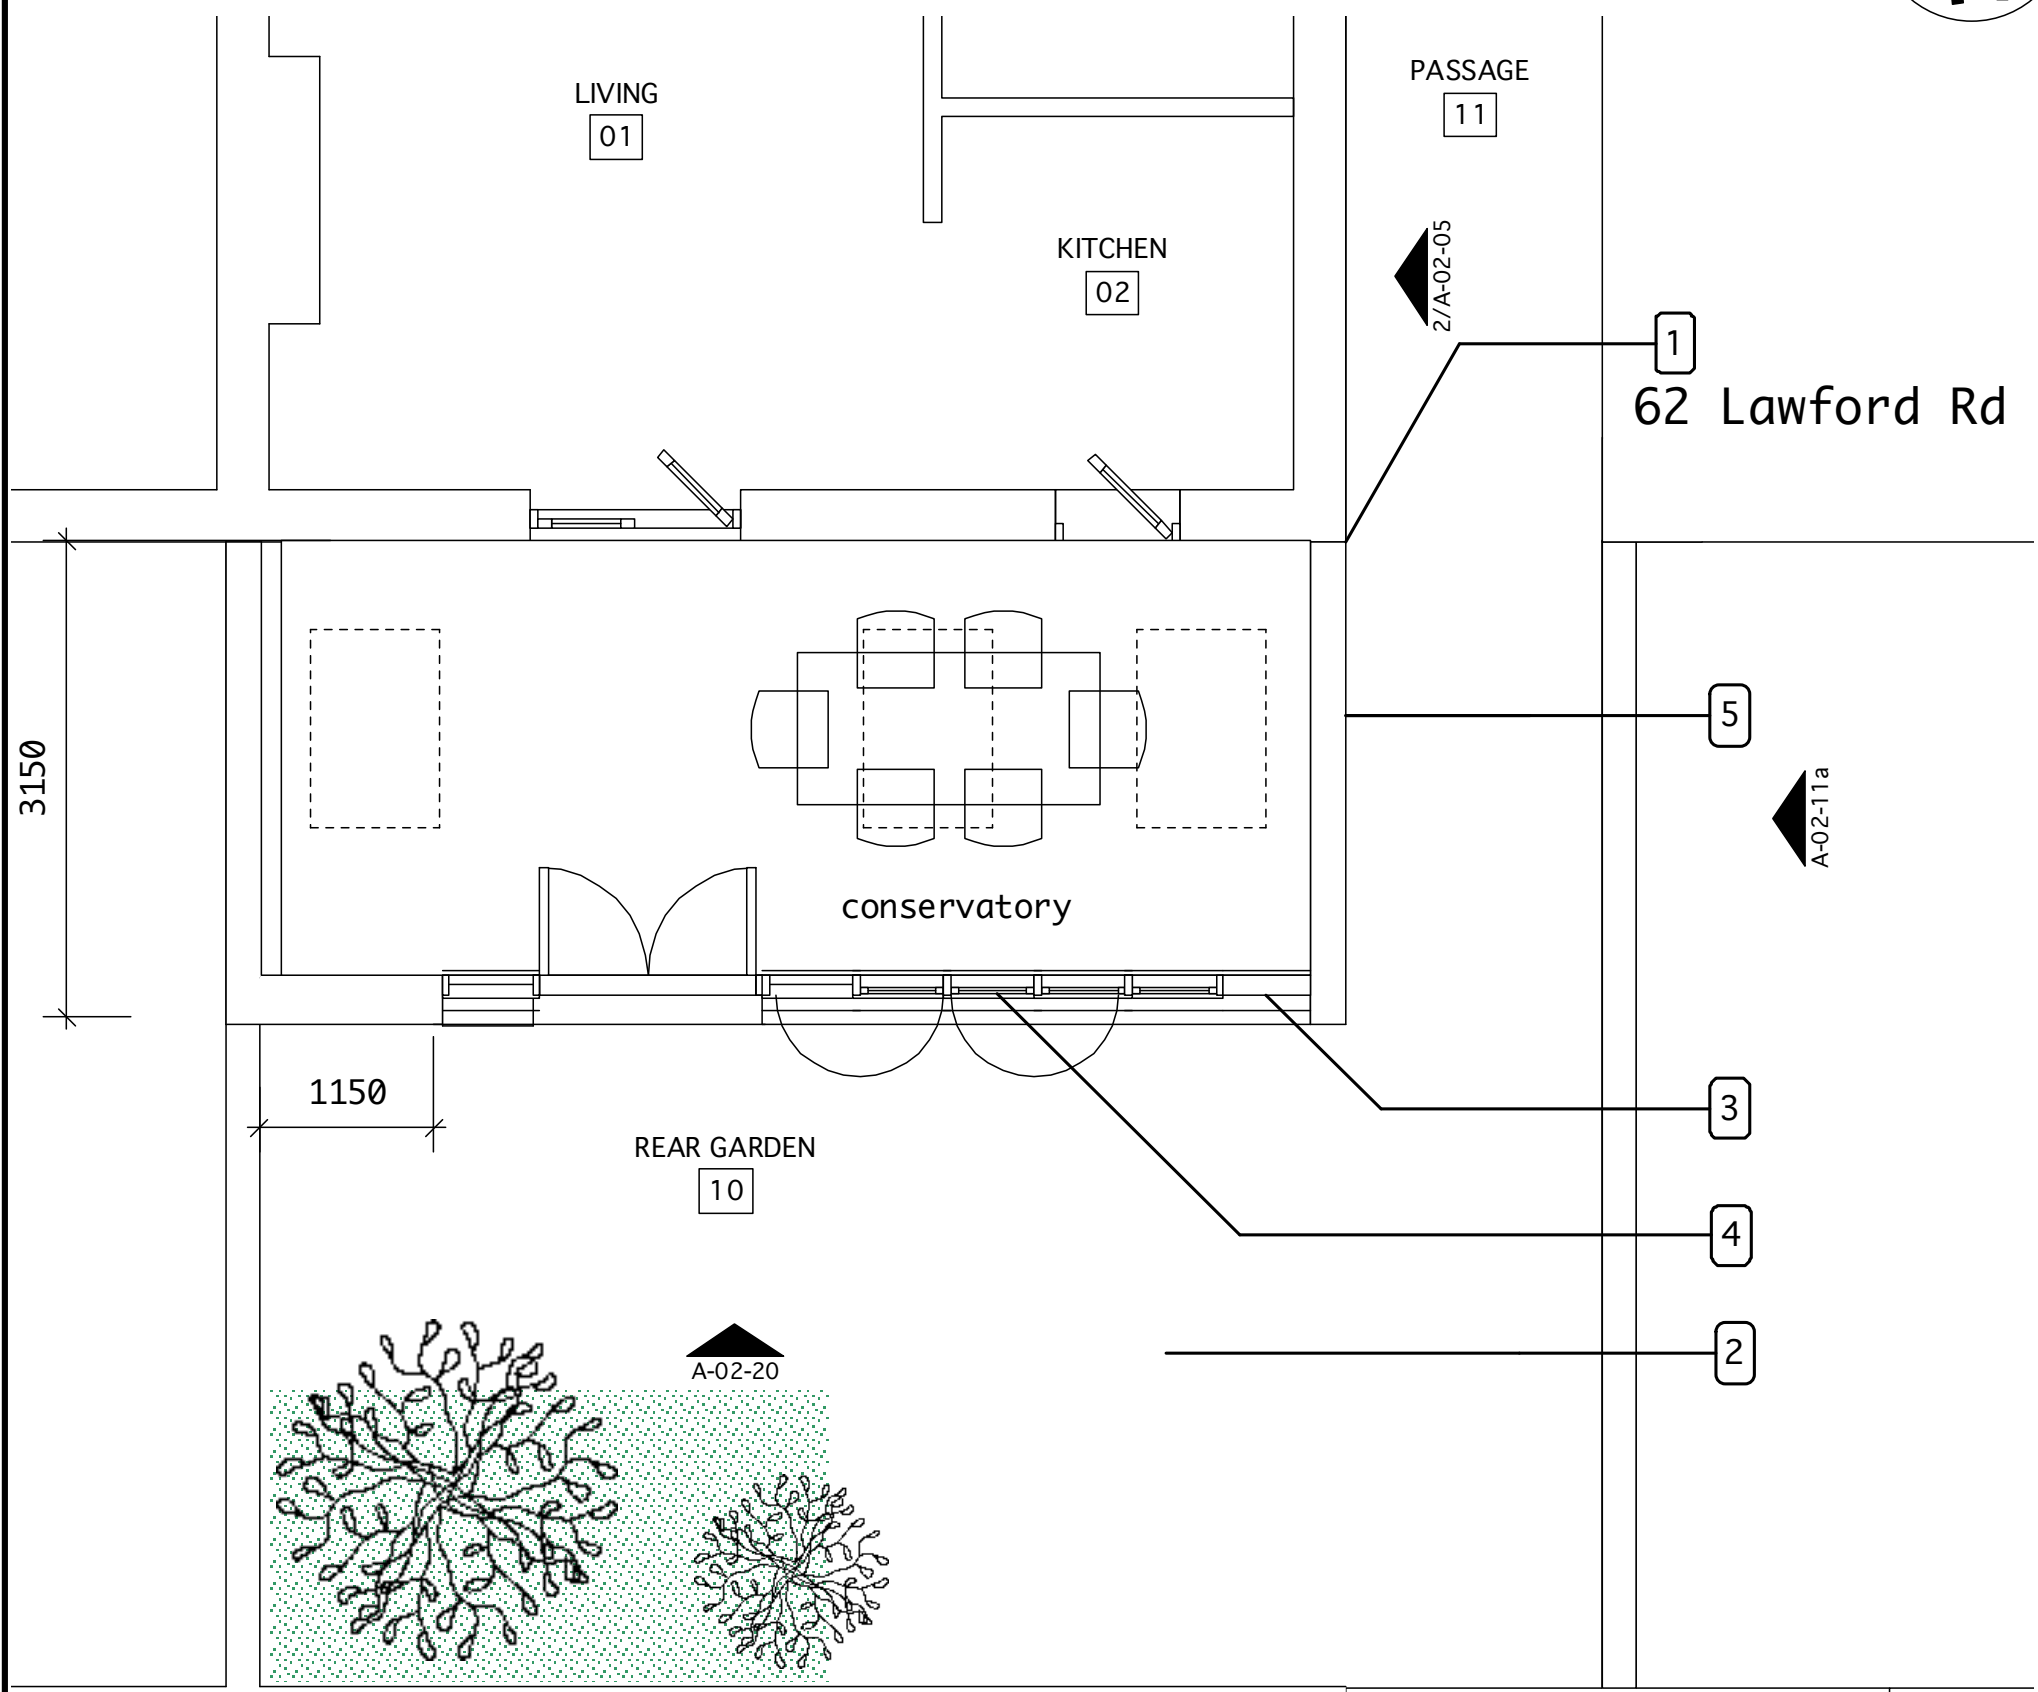 LIVING
01
PASSAGE
11
KITCHEN
02
2/A-02-05
1
62 Lawford Rd
5
3150
A-02-11a
conservatory
1150
3
REAR GARDEN
10
4
A-02-20
2